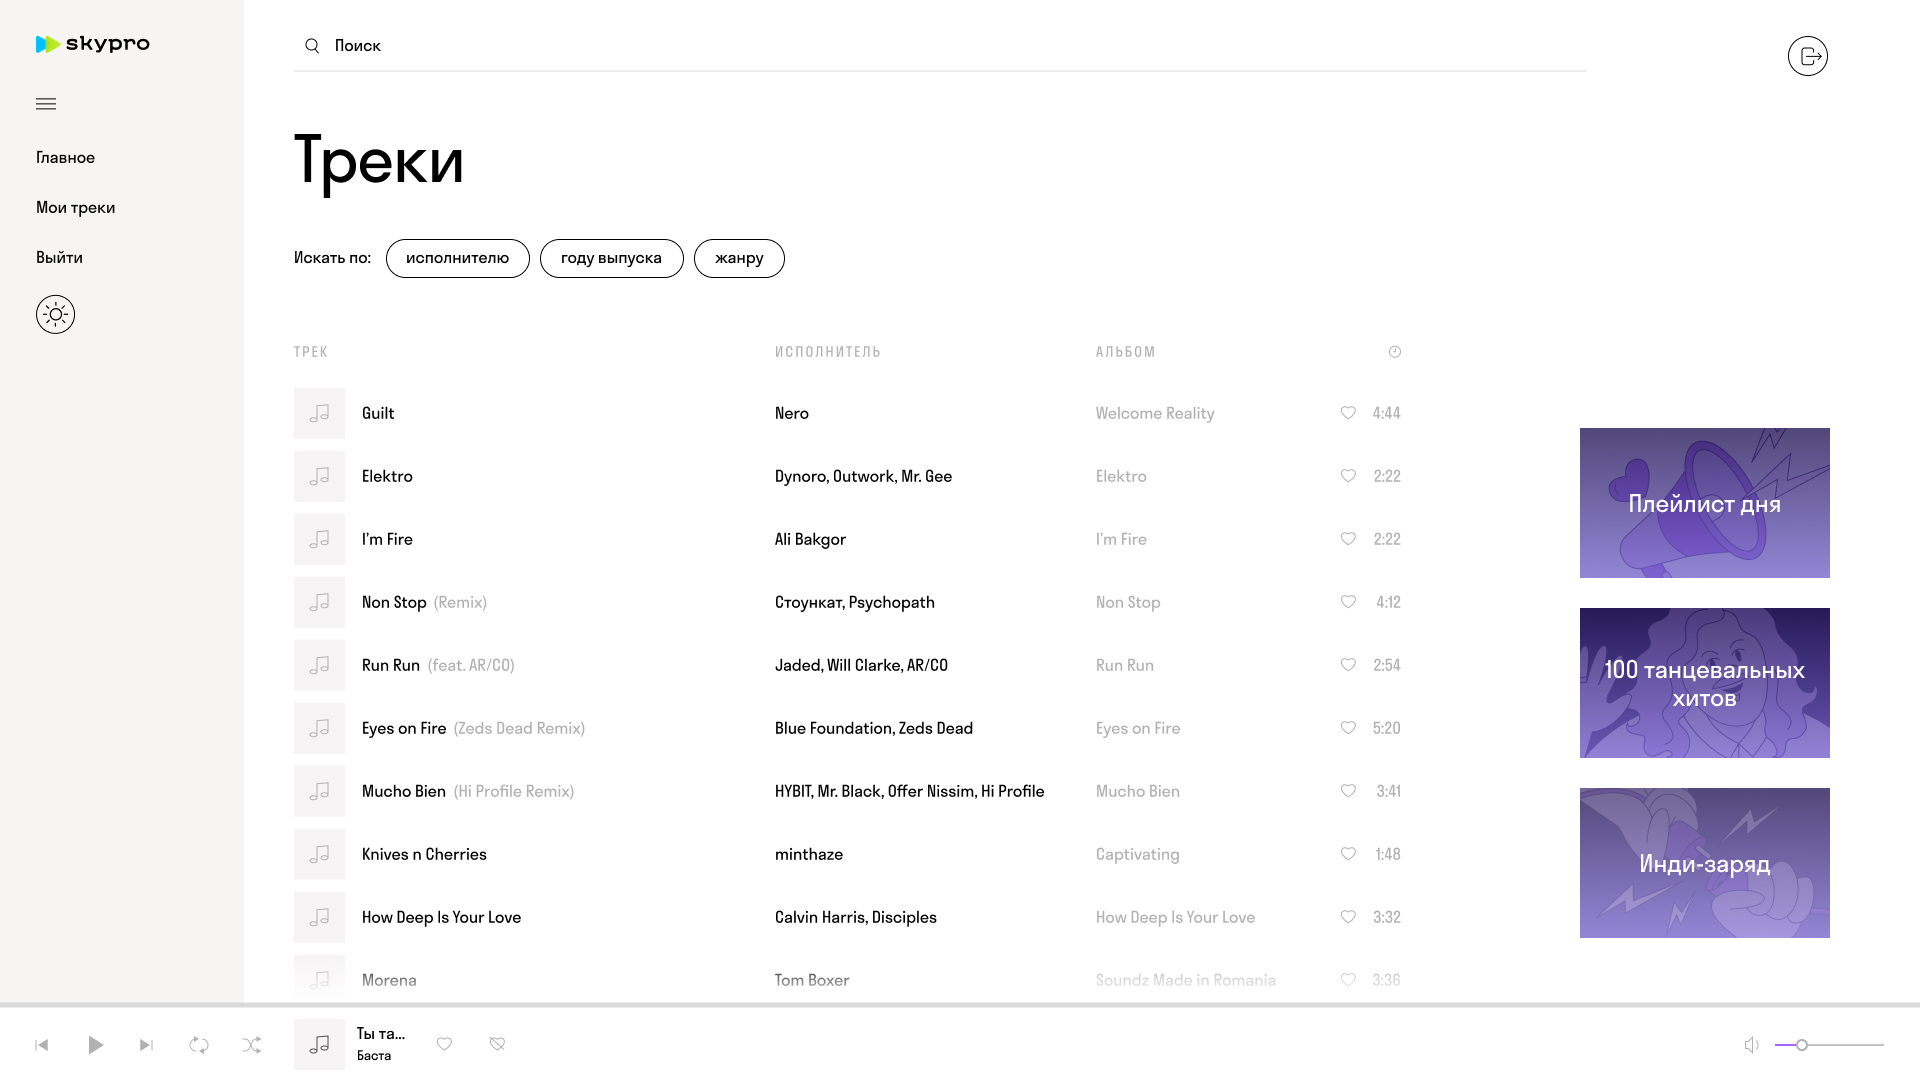 skypro
Поиск
Главное
Мои треки
Выйти
Треки
Искать по: исполнителю году выпуска жанру
ТРЕК ИСПОЛНИТЕЛЬ АЛЬБОМ
Guilt Nero Welcome Reality 4:44
Elektro Dynoro, Outwork, Mr. Gee Elektro 2:22
I'm Fire Ali Bakgor I'm Fire 2:22
Non Stop (Remix) Стоункат, Psychopath Non Stop 4:12
Run Run (feat. AR/CO) Jaded, Will Clarke, AR/CO Run Run 2:54
Eyes on Fire (Zeds Dead Remix) Blue Foundation, Zeds Dead Eyes on Fire 5:20
Mucho Bien (Hi Profile Remix) HYBIT, Mr. Black, Offer Nissim, Hi Profile Mucho Bien 3:41
Knives n Cherries minthaze Captivating 1:48
How Deep Is Your Love Calvin Harris, Disciples How Deep Is Your Love 3:32
Morena Tom Boxer Soundz Made in Romania 3:36
Плейлист дня
100 танцевальных
хитов
Инди-заряд
Ты та...
Баста